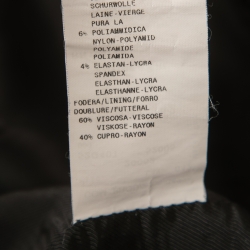 SCHURWOLLE
LAINE-VIERGE
PURA LA
6% POLIAMMIDICA
NYLON-POLYAMID
POLYAMIDE
POLIAMIDA
4% ELASTAN-LYCRA
SPANDEX
ELASTHAN-LYCRA
ELASTHANNE-LYCRA
FODERA/LINING/FORRO
DOUBLURE/FUTTERAL
60% VISCOSA-VISCOSE
VISKOSE-RAYON
40% CUPRO-RAYON